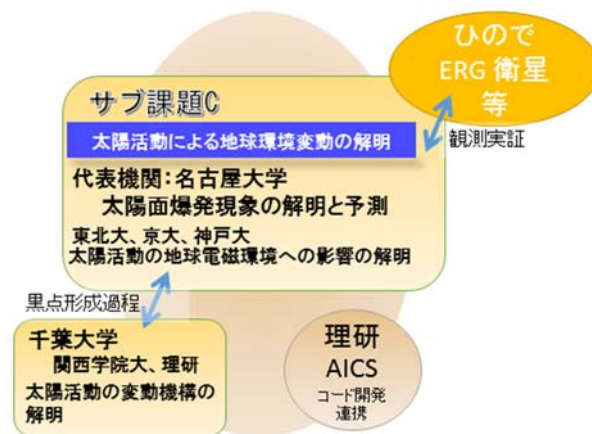 ひので
ERG 衛星
等
サブ課題C
太陽活動による地球環境変動の解明
観測実証
代表機関：名古屋大学
太陽面爆発現象の解明と予測
東北大、京大、神戸大
太陽活動の地球電磁環境への影響の解明
黒点形成過程
千葉大学
関西学院大、理研
太陽活動の変動機構の
解明
理研
AICS
コード開発
連携